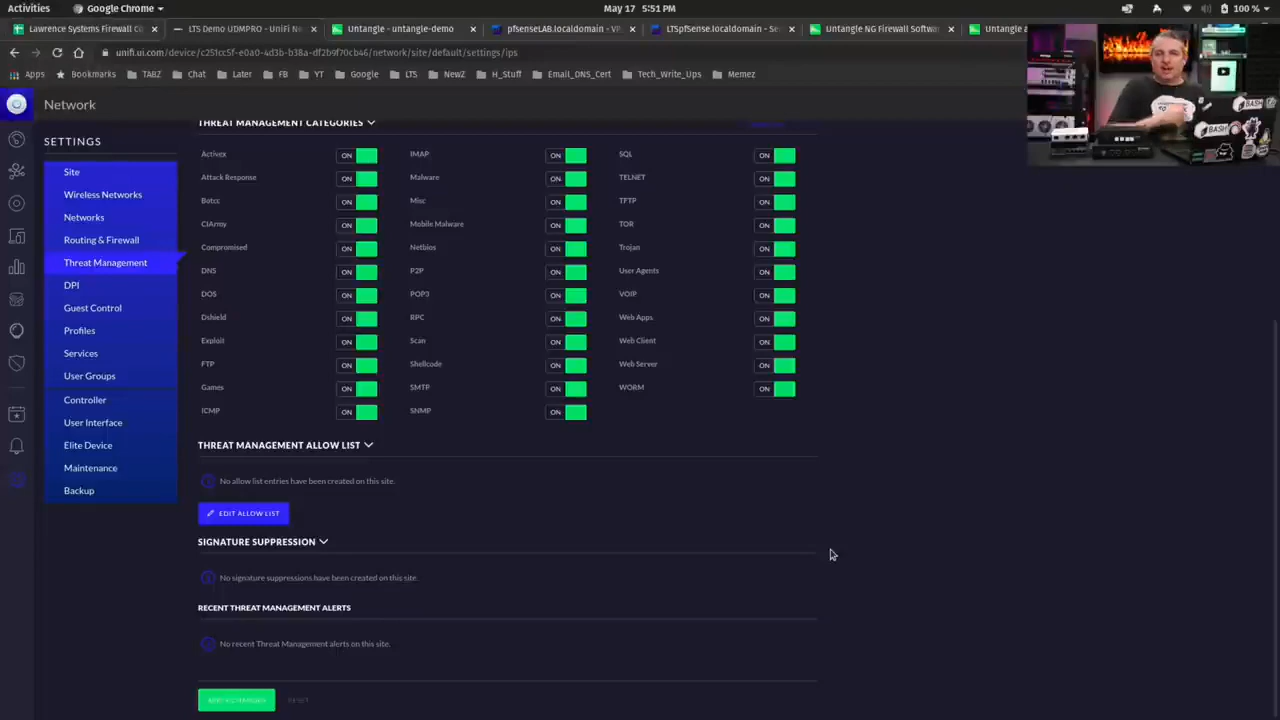 Activities
Google Chrome
May 17 5:51 PM
100 %
Lawrence Systems Firewall C
LTS Demo UDMPRO - UniFi Ne
Untangle - untangle-demo
pfsenseLAB.localdomain - VP
LTSpfSense.localdomain - Se
Untangle NG Firewall Softwa
Untangle
unifi.ui.com/device/c251cc5f-e0a0-4d3b-b38a-df2b9f70cb46/network/site/default/settings/ips
Apps
Bookmarks
TABZ
Chat
Later
FB
YT
Google
LTS
NewZ
H_Stuff
Email_DNS_Cert
Tech_Write_Ups
Memez
Network
SETTINGS
Site
Wireless Networks
Networks
Routing & Firewall
Threat Management
DPI
Guest Control
Profiles
Services
User Groups
Controller
User Interface
Elite Device
Maintenance
Backup
THREAT MANAGEMENT CATEGORIES
Activex ON IMAP ON SQL ON
Attack Response ON Malware ON TELNET ON
Botcc ON Misc ON TFTP ON
CIArmy ON Mobile Malware ON TOR ON
Compromised ON Netbios ON Trojan ON
DNS ON P2P ON User Agents ON
DOS ON POP3 ON VOIP ON
Dshield ON RPC ON Web Apps ON
Exploit ON Scan ON Web Client ON
FTP ON Shellcode ON Web Server ON
Games ON SMTP ON WORM ON
ICMP ON SNMP ON
THREAT MANAGEMENT ALLOW LIST
No allow list entries have been created on this site.
EDIT ALLOW LIST
SIGNATURE SUPPRESSION
No signature suppressions have been created on this site.
RECENT THREAT MANAGEMENT ALERTS
No recent Threat Management alerts on this site.
APPLY CHANGES
RESET
BASH
BASH